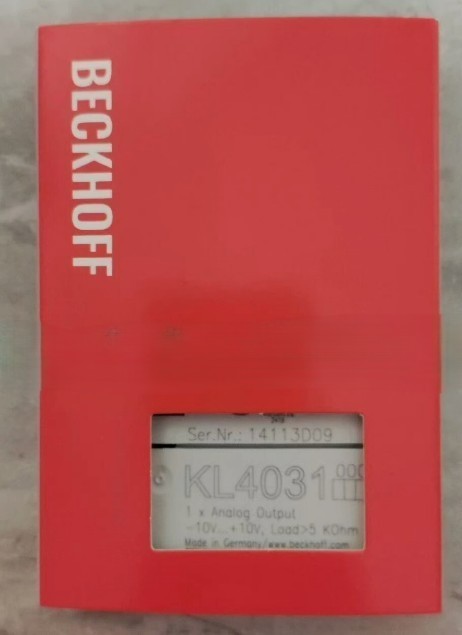 BECKHOFF
Ser.Nr.: 14113D09
KL4031 000
1 x Analog Output
-10V...+10V, Load>5 KOhm
Made in Germany/www.beckhoff.com